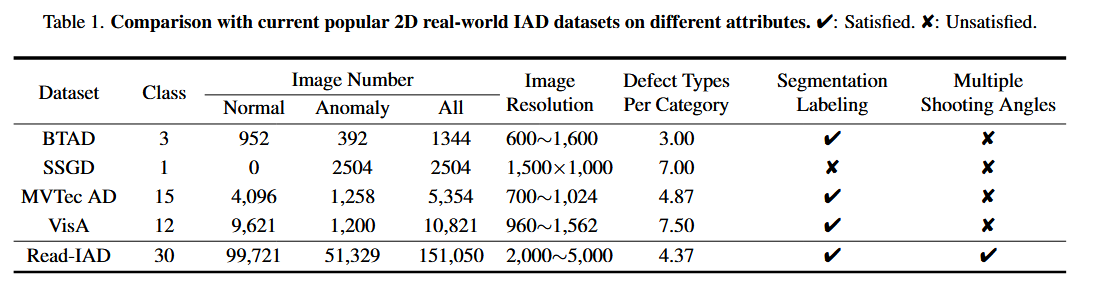 Table 1. Comparison with current popular 2D real-world IAD datasets on different attributes. ✔: Satisfied. ✘: Unsatisfied.
Dataset Class Image Number Image Resolution Defect Types Per Category Segmentation Labeling Multiple Shooting Angles
Normal Anomaly All
BTAD 3 952 392 1344 600∼1,600 3.00 ✔ ✘
SSGD 1 0 2504 2504 1,500×1,000 7.00 ✘ ✘
MVTec AD 15 4,096 1,258 5,354 700∼1,024 4.87 ✔ ✘
VisA 12 9,621 1,200 10,821 960∼1,562 7.50 ✔ ✘
Read-IAD 30 99,721 51,329 151,050 2,000∼5,000 4.37 ✔ ✔